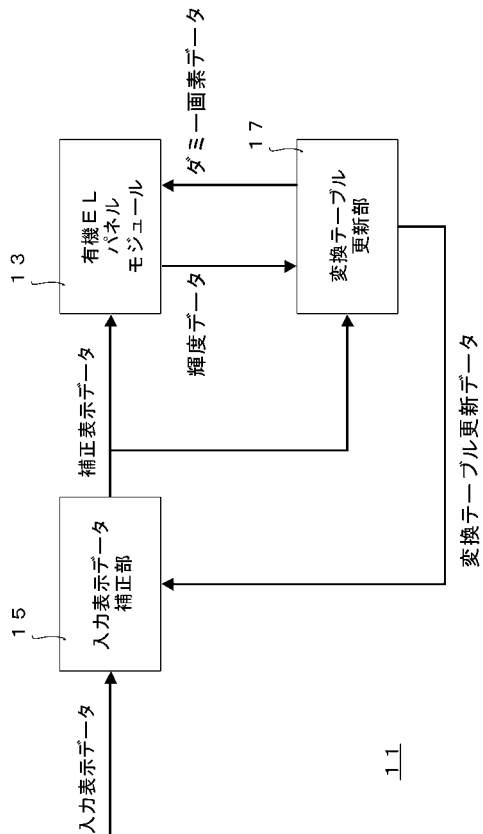 入力表示データ
15
入力表示データ
補正部
補正表示データ
13
有機EL
パネル
モジュール
輝度データ
ダミー画素データ
17
変換テーブル
更新部
変換テーブル更新データ
11